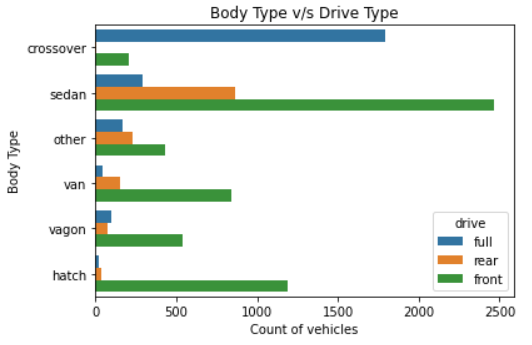 Body Type v/s Drive Type
crossover
sedan
other
van
vagon
hatch
Body Type
drive
full
rear
front
0 500 1000 1500 2000 2500
Count of vehicles